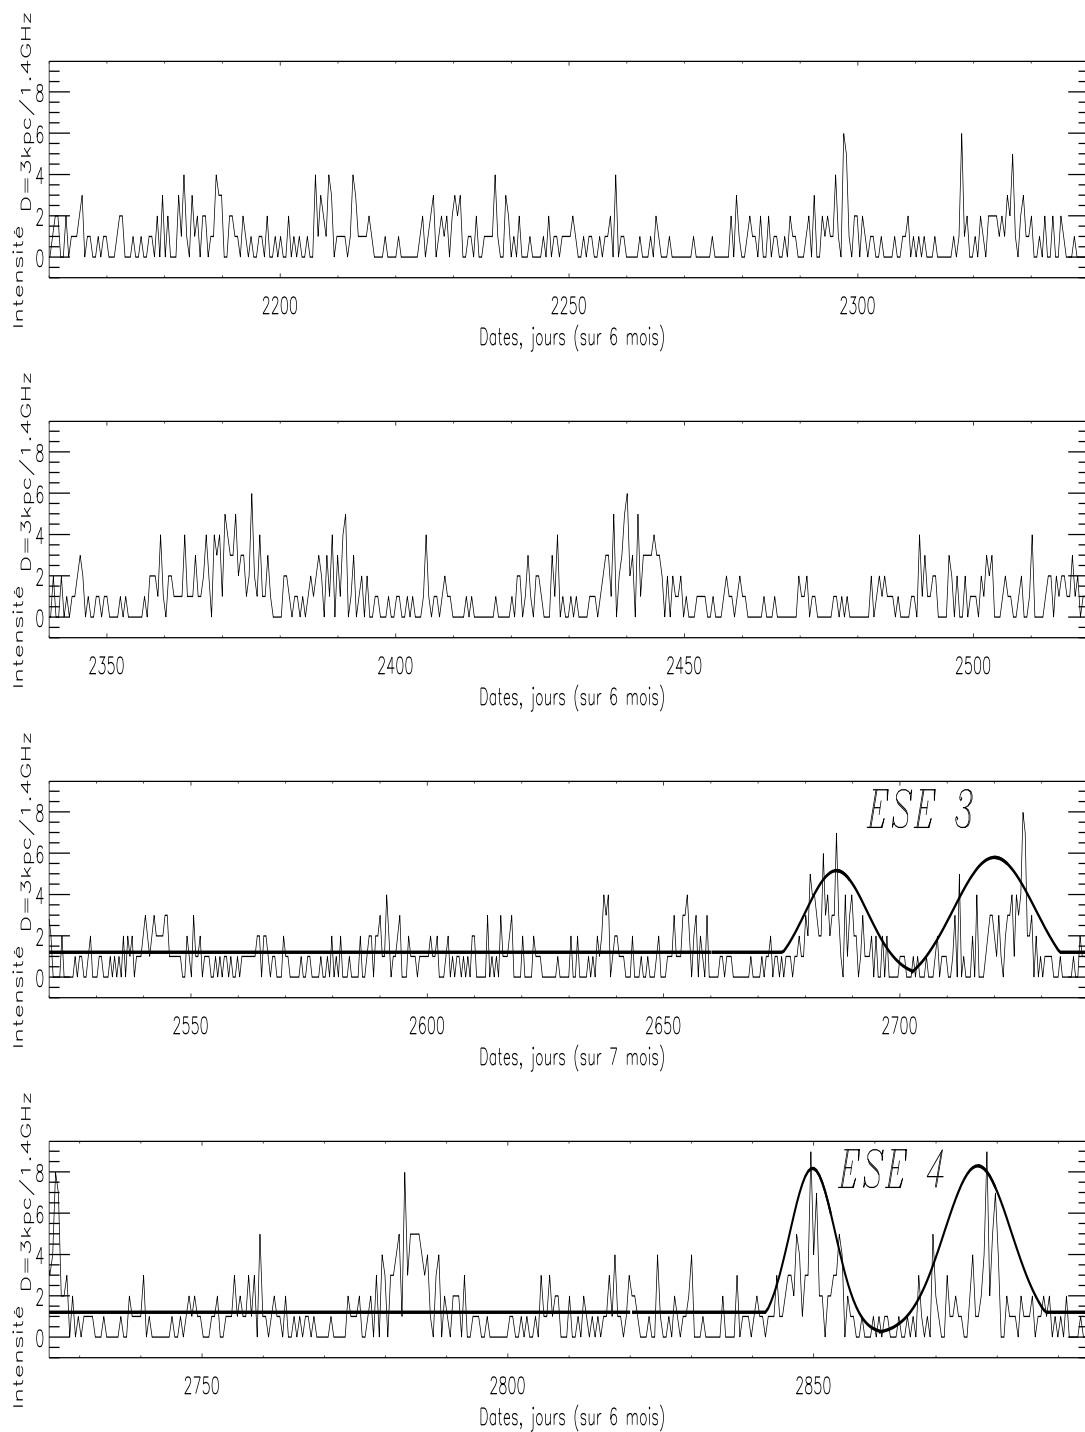 Intensité D=3kpc/1.4GHz
8
6
4
2
0
2200 2250 2300
Dates, jours (sur 6 mois)
Intensité D=3kpc/1.4GHz
8
6
4
2
0
2350 2400 2450 2500
Dates, jours (sur 6 mois)
Intensité D=3kpc/1.4GHz
ESE 3
8
6
4
2
0
2550 2600 2650 2700
Dates, jours (sur 7 mois)
Intensité D=3kpc/1.4GHz
ESE 4
8
6
4
2
0
2750 2800 2850
Dates, jours (sur 6 mois)